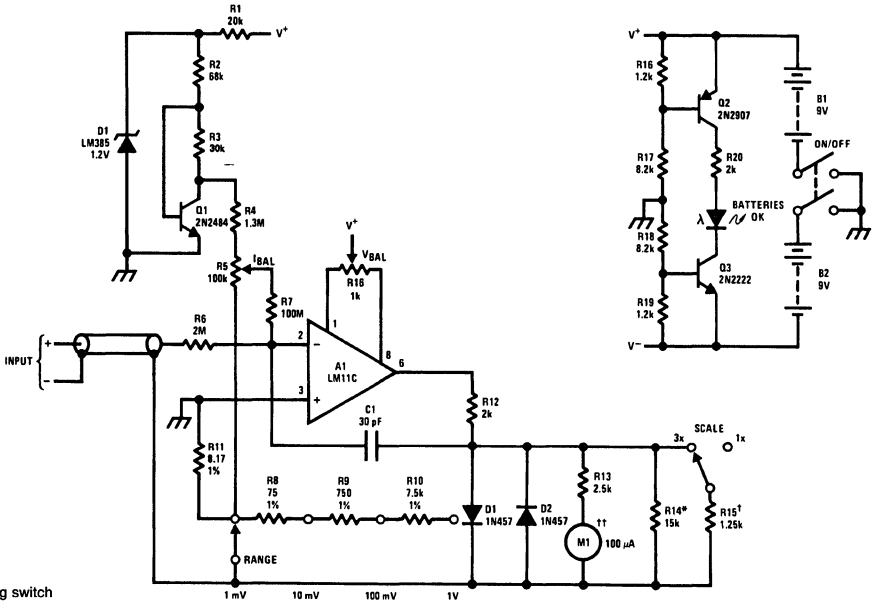 R1
20k
V+
R2
68k
D1
LM385
1.2V
R3
30k
Q1
2N2484
R4
1.3M
R5
100k
IBAL
V+
VBAL
R16
1k
R7
100M
R6
2M
INPUT
+
-
2
-
1
8
A1
LM11C
6
3
+
C1
30 pF
R12
2k
R11
8.17
1%
R8
75
1%
R9
750
1%
R10
7.5k
1%
D1
1N457
D2
1N457
R13
2.5k
††
M1
100 µA
R14*
15k
R15†
1.25k
SCALE
3x
1x
RANGE
1 mV
10 mV
100 mV
1V
g switch
V+
R16
1.2k
Q2
2N2907
B1
9V
R17
8.2k
R20
2k
ON/OFF
λ
BATTERIES
OK
R18
8.2k
Q3
2N2222
R19
1.2k
B2
9V
V−